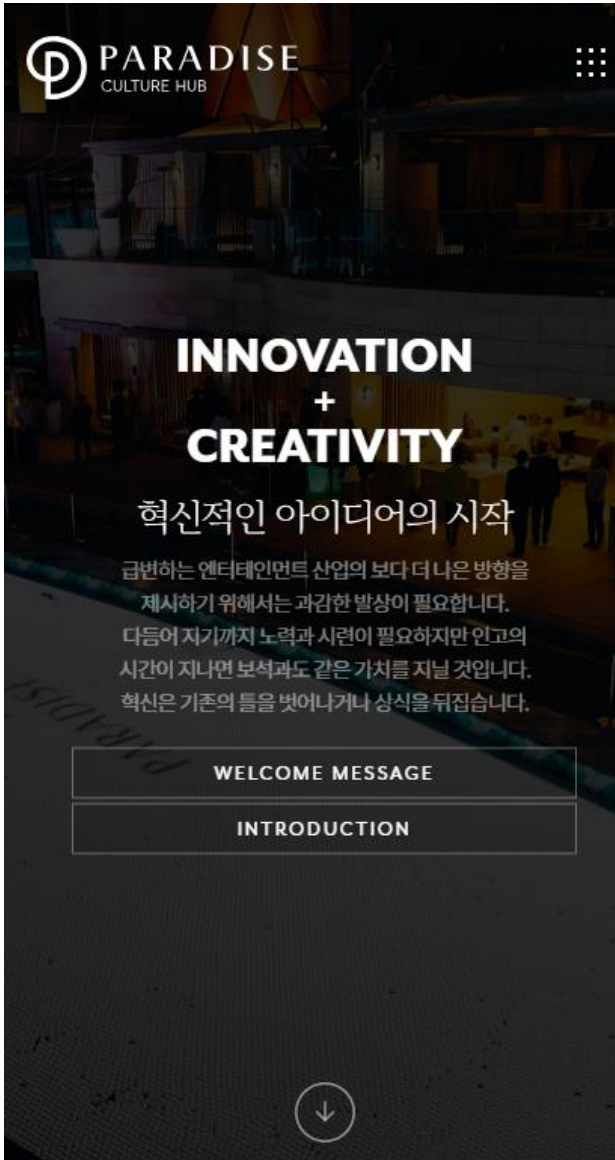 PARADISE
CULTURE HUB
INNOVATION
+
CREATIVITY
혁신적인 아이디어의 시작
급변하는 엔터테인먼트 산업의 보다 더 나은 방향을
제시하기 위해서는 과감한 발상이 필요합니다.
다듬어 지기까지 노력과 시련이 필요하지만 인고의
시간이 지나면 보석과도 같은 가치를 지닐 것입니다.
혁신은 기존의 틀을 벗어나거나 상식을 뒤집습니다.
PARADISE
WELCOME MESSAGE
INTRODUCTION